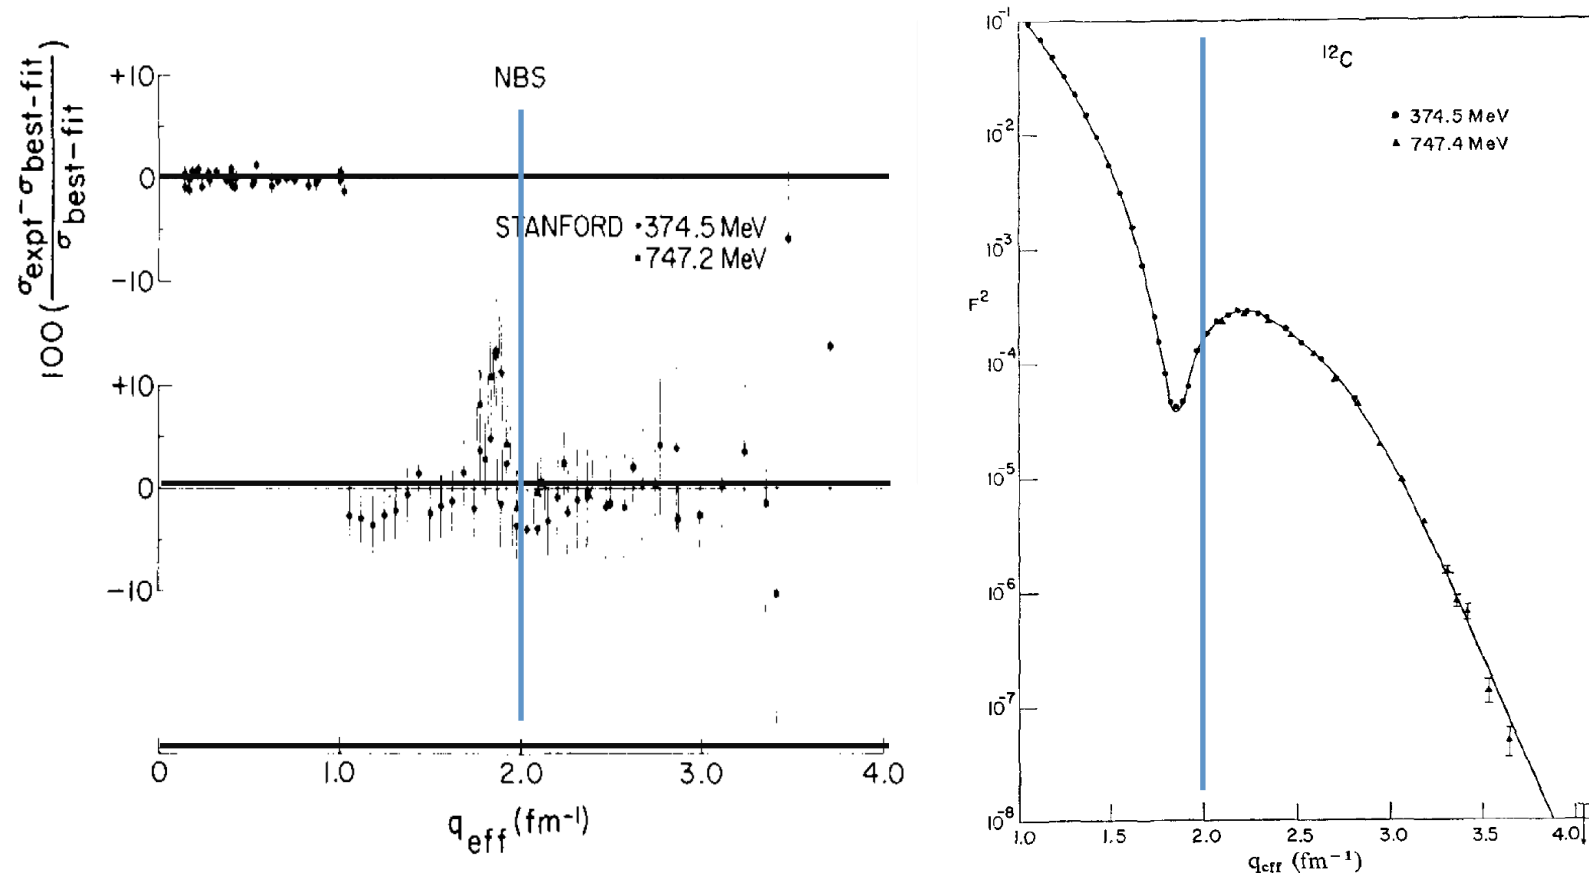 100 (σexpt - σbest-fit / σbest-fit)
+10
0
-10
+10
0
-10
NBS
STANFORD • 374.5 MeV
▪ 747.2 MeV
0 1.0 2.0 3.0 4.0
qeff (fm-1)
10-1
10-2
10-3
F2
10-4
10-5
10-6
10-7
10-8
12C
● 374.5 MeV
▲ 747.4 MeV
1.0 1.5 2.0 2.5 3.0 3.5 4.0
qeff (fm−1)